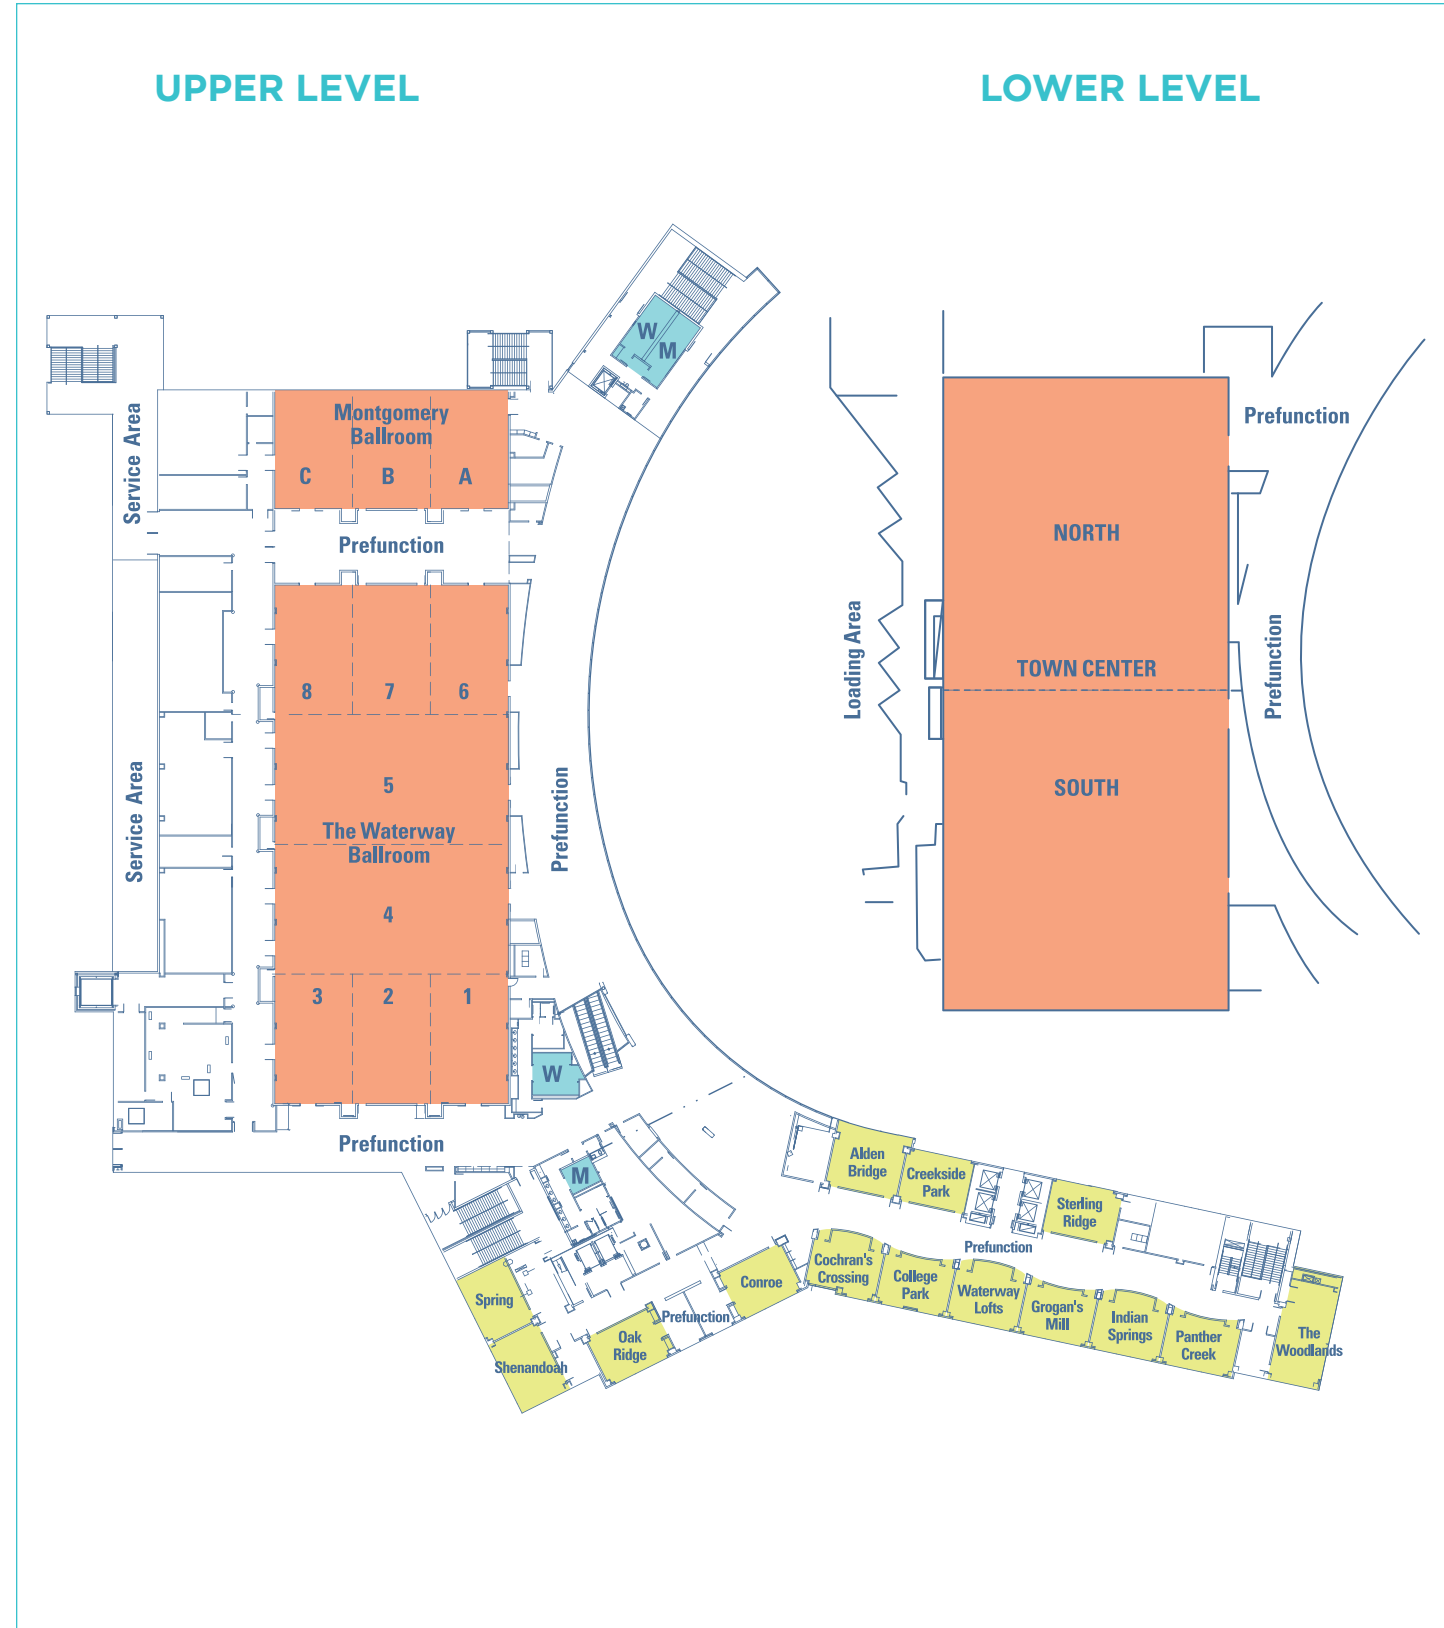 UPPER LEVEL
LOWER LEVEL
W
M
Montgomery
Ballroom
C
B
A
Service Area
Prefunction
8
7
6
5
The Waterway
Ballroom
4
3
2
1
Service Area
Prefunction
W
Prefunction
M
Prefunction
NORTH
TOWN CENTER
SOUTH
Loading Area
Prefunction
Alden
Bridge
Creekside
Park
Sterling
Ridge
Prefunction
Cochran's
Crossing
College
Park
Waterway
Lofts
Grogan's
Mill
Indian
Springs
Panther
Creek
The
Woodlands
Conroe
Prefunction
Oak
Ridge
Spring
Shenandoah